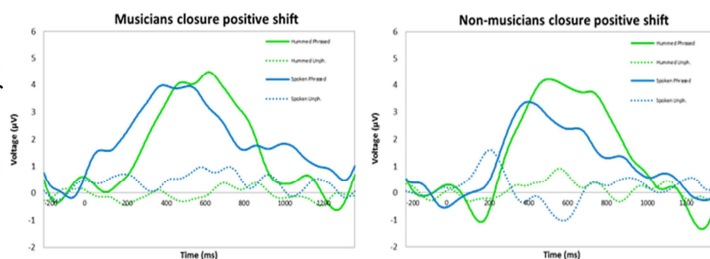 Musicians closure positive shift
6
5
4
3
2
1
0
-1
-2
Voltage (µV)
-200 0 200 400 600 800 1000 1200
Time (ms)
Hummed Phrased
Hummed Unph.
Spoken Phrased
Spoken Unph.
Non-musicians closure positive shift
6
5
4
3
2
1
0
-1
-2
Voltage (µV)
-200 0 200 400 600 800 1000 1200
Time (ms)
Hummed Phrased
Hummed Unph.
Spoken Phrased
Spoken Unph.